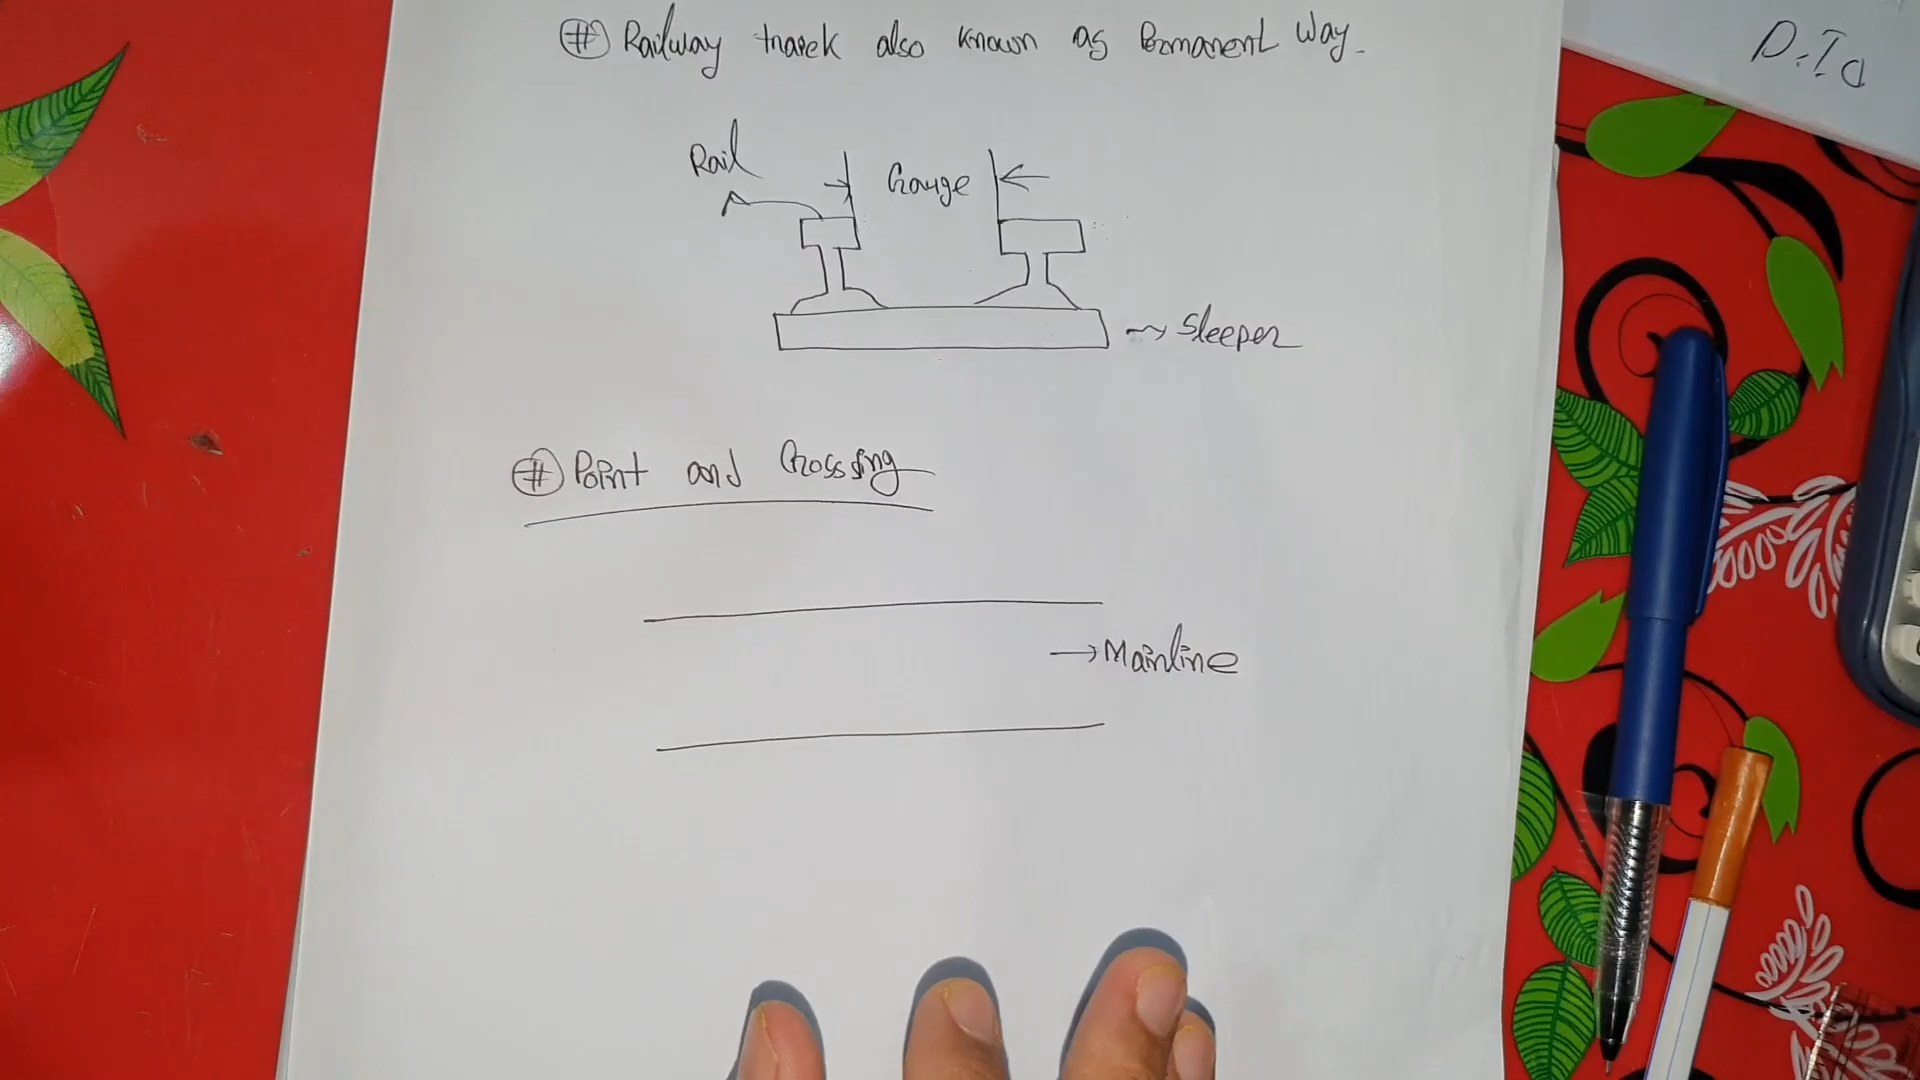 # Railway track also known as Permanent Way.
Rail
Gauge
Sleeper
# Point and Crossing
Mainline